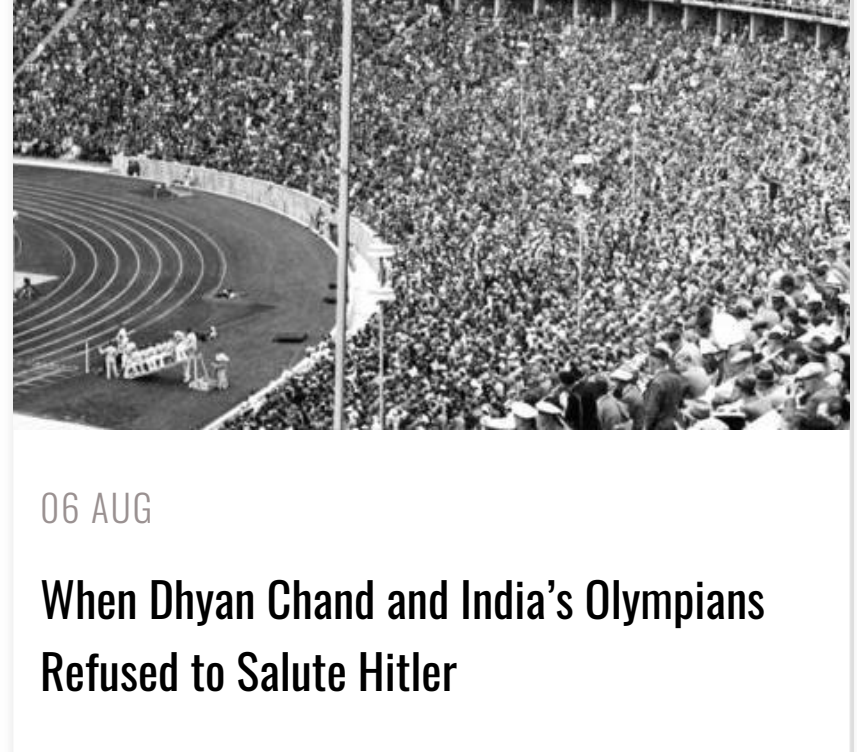 06 AUG
When Dhyan Chand and India’s Olympians
Refused to Salute Hitler